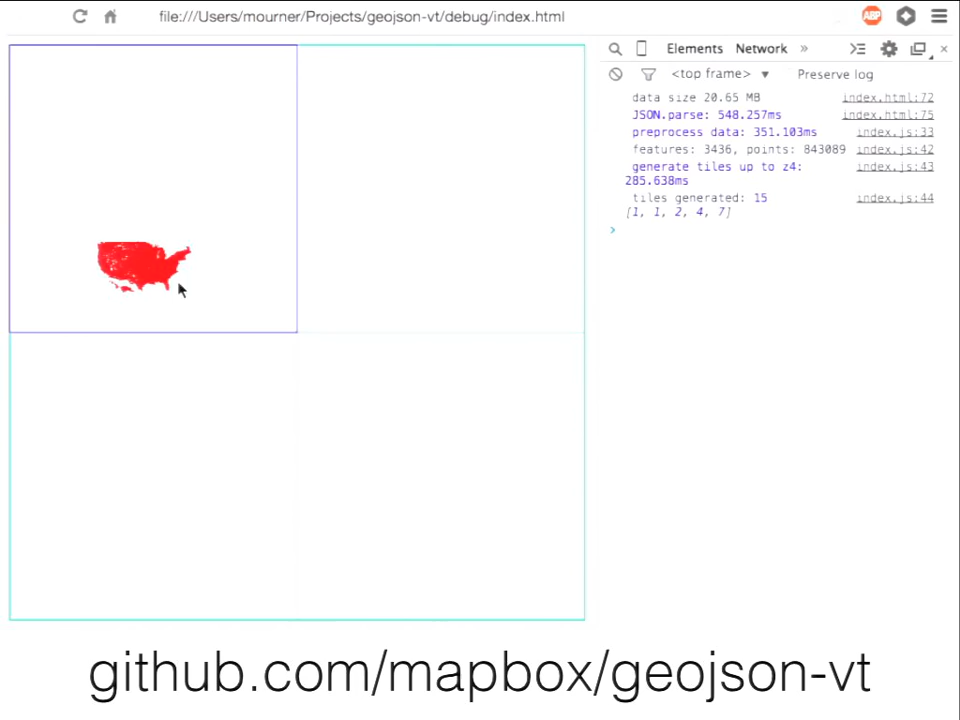 file:///Users/mourner/Projects/geojson-vt/debug/index.html
ABP
Elements Network »
<top frame> ▼ Preserve log
data size 20.65 MB index.html:72
JSON.parse: 548.257ms index.html:75
preprocess data: 351.103ms index.js:33
features: 3436, points: 843089 index.js:42
generate tiles up to z4: index.js:43
285.638ms
tiles generated: 15 index.js:44
[1, 1, 2, 4, 7]
github.com/mapbox/geojson-vt